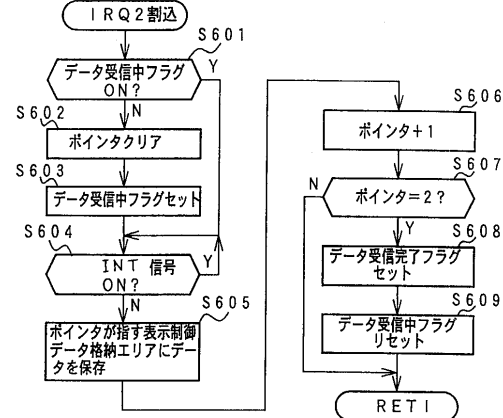 IRQ2割込
S601
データ受信中フラグ
ON?
Y
N
S602
ポインタクリア
S603
データ受信中フラグセット
S604
INT 信号
ON?
Y
N
S605
ポインタが指す表示制御
データ格納エリアにデー
タを保存
S606
ポインタ+1
S607
N
ポインタ=2?
Y
S608
データ受信完了フラグ
セット
S609
データ受信中フラグ
リセット
RETI